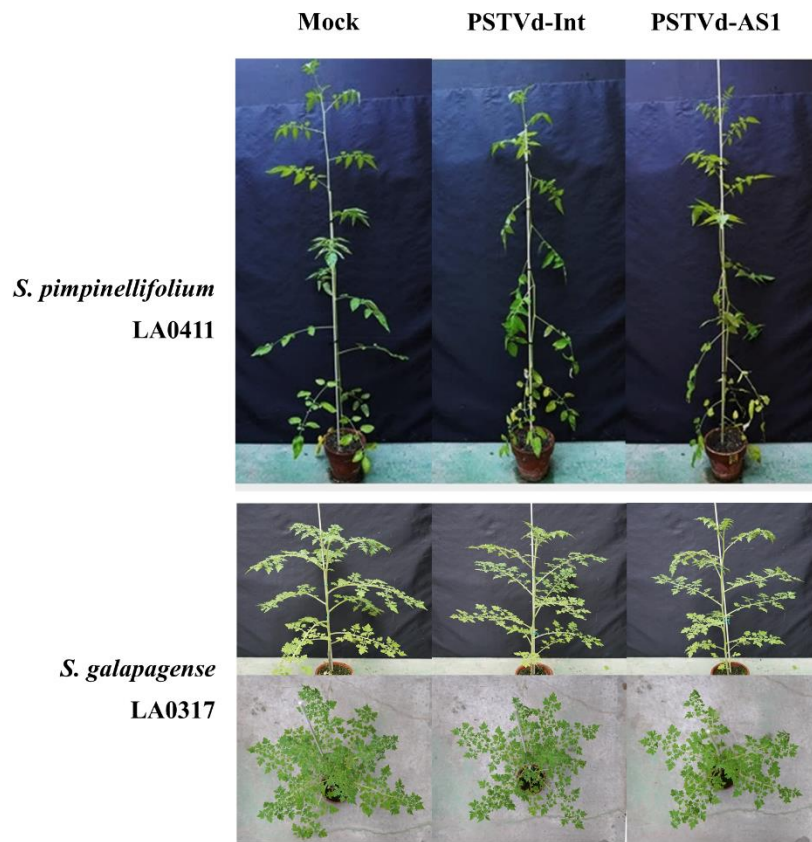 Mock PSTVd-Int PSTVd-AS1
S. pimpinellifolium
LA0411
S. galapagense
LA0317